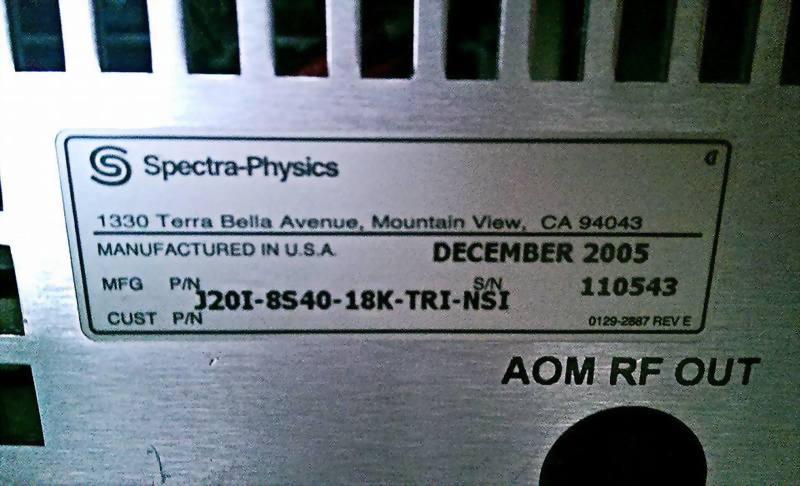 Spectra-Physics
1330 Terra Bella Avenue, Mountain View, CA 94043
MANUFACTURED IN U.S.A. DECEMBER 2005
MFG P/N S/N 110543
J20I-8S40-18K-TRI-NSI
CUST P/N 0129-2887 REV E
AOM RF OUT